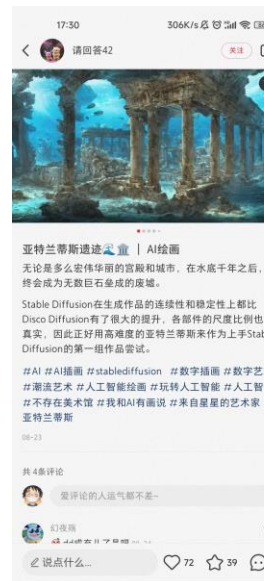 17:30
306K/s
请回答42
关注
亚特兰蒂斯遗迹🌊🏛️ | AI绘画
无论是多么宏伟华丽的宫殿和城市，在水底千年之后，
终会成为无数巨石垒成的废墟。
Stable Diffusion在生成作品的连续性和稳定性上都比
Disco Diffusion有了很大的提升，各部件的尺度比例也
真实，因此正好用高难度的亚特兰蒂斯来作为上手Stab
Diffusion的第一组作品尝试。
#AI #AI插画 #stablediffusion #数字插画 #数字艺
#潮流艺术 #人工智能绘画 #玩转人工智能 #人工智
#不存在美术馆 #我和AI有画说 #来自星星的艺术家
亚特兰蒂斯
08-23
共 4条评论
爱评论的人运气都不差~
幻夜殇
说点什么...
72
39